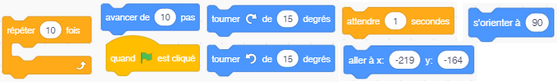 répéter 10 fois
avancer de 10 pas
quand est cliqué
tourner de 15 degrés
tourner de 15 degrés
attendre 1 secondes
aller à x: -219 y: -164
s'orienter à 90